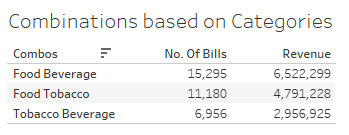 Combinations based on Categories
Combos No. Of Bills Revenue
Food Beverage 15,295 6,522,299
Food Tobacco 11,180 4,791,228
Tobacco Beverage 6,956 2,956,925